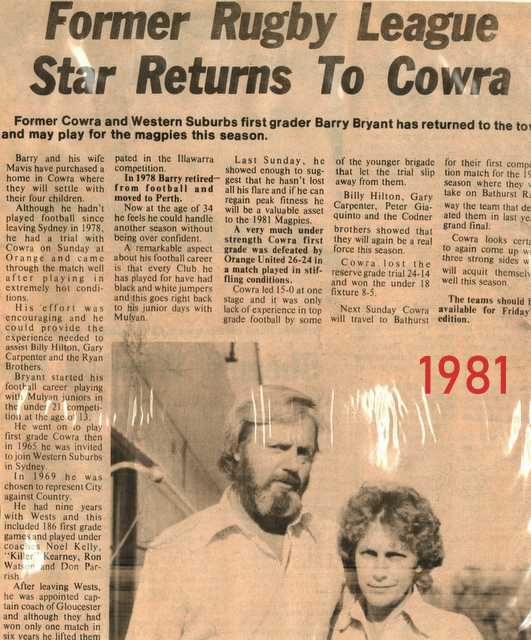 Former Rugby League
Star Returns To Cowra
Former Cowra and Western Suburbs first grader Barry Bryant has returned to the
and may play for the magpies this season.
Barry and his wife
Mavis have purchased a
home in Cowra where
they will settle with
their four children.
Although he hadn't
played football since
leaving Sydney in 1978,
he had a trial with
Cowra on Sunday at
Orange and came
through the match well
after playing in
extremely hot condi-
tions.
His effort was
encouraging and he
could provide the
experience needed to
assist Billy Hilton, Gary
Carpenter and the Ryan
Brothers.
Bryant started his
football career playing
with Mulyan juniors in
the under 21 competi-
tion at the age of 13.
He went on to play
first grade Cowra then
in 1965 he was invited
to join Western Suburbs
in Sydney.
In 1969 he was
chosen to represent City
against Country.
He had nine years
with Wests and this
included 186 first grade
games and played under
coaches Noel Kelly,
"Killer" Kearney, Ron
Watson and Don Par-
rish.
After leaving Wests,
he was appointed cap-
tain coach of Gloucester
and although they had
won only one match in
six years he lifted them
pated in the Illawarra
competition.
In 1978 Barry retired
from football and
moved to Perth.
Now at the age of 34
he feels he could handle
another season without
being over confident.
A remarkable aspect
about his football career
is that every Club he
has played for have had
black and white jumpers
and this goes right back
to his junior days with
Mulyan.
Last Sunday, he
showed enough to sug-
gest that he hasn't lost
all his flare and if he can
regain peak fitness he
will be a valuable asset
to the 1981 Magpies.
A very much under
strength Cowra first
grade was defeated by
Orange United 26-24 in
a match played in stif-
fling conditions.
Cowra led 15-0 at one
stage and it was only
lack of experience in top
grade football by some
of the younger brigade
that let the trial slip
away from them.
Billy Hilton, Gary
Carpenter, Peter Gia-
quinto and the Codner
brothers showed that
they will again be a real
force this season.
Cowra lost the
reserve grade trial 24-14
and won the under 18
fixture 8-5.
Next Sunday Cowra
will travel to Bathurst
for their first comp
tion match for the 19
season where they w
take on Bathurst R
way the team that de
ated them in last ye
grand final.
Cowra looks cert
to again come up w
three strong sides w
will acquit themsel
well this season.
The teams should
available for Friday
edition.
1981